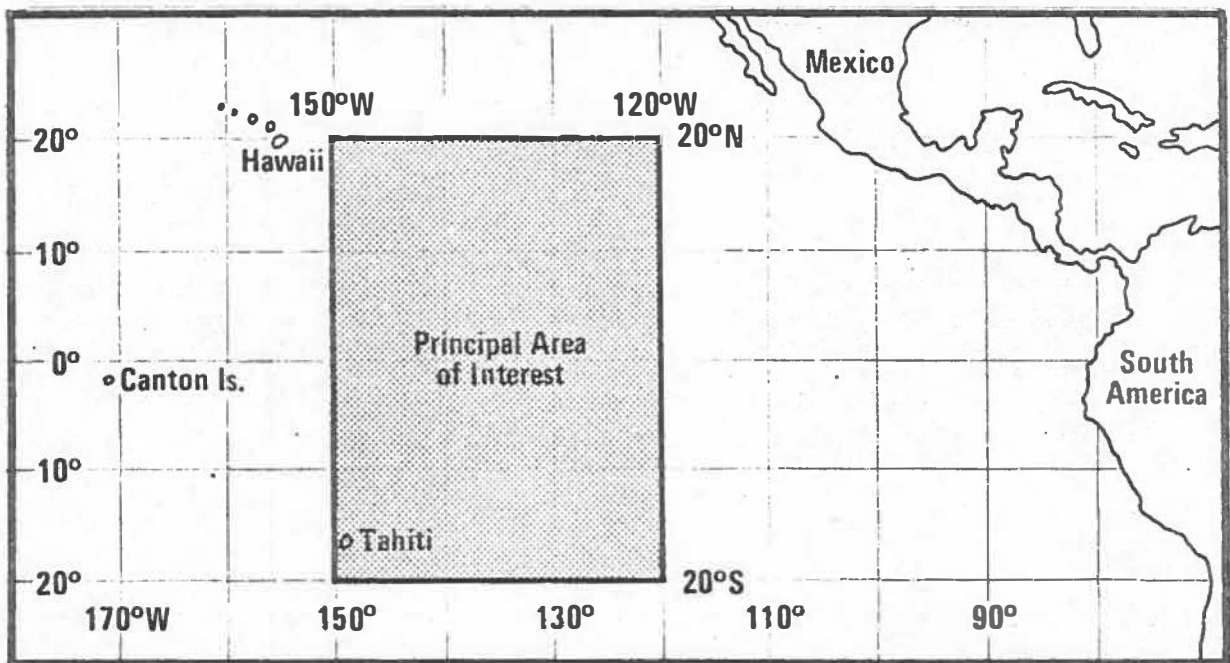 Mexico
150°W
120°W
20°
20°N
Hawaii
10°
Principal Area
of Interest
0°
Canton Is.
South
America
10°
Tahiti
20°
20°S
170°W
150°
130°
110°
90°